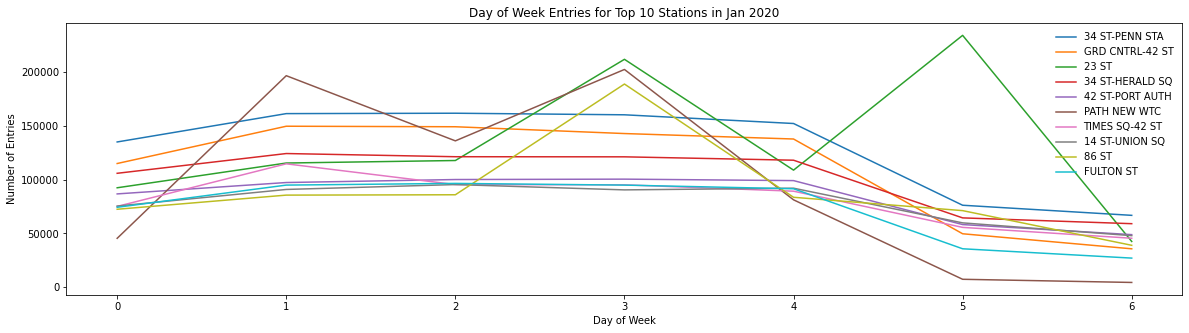 Day of Week Entries for Top 10 Stations in Jan 2020
Number of Entries
200000
150000
100000
50000
0
34 ST-PENN STA
GRD CNTRL-42 ST
23 ST
34 ST-HERALD SQ
42 ST-PORT AUTH
PATH NEW WTC
TIMES SQ-42 ST
14 ST-UNION SQ
86 ST
FULTON ST
0 1 2 3 4 5 6
Day of Week